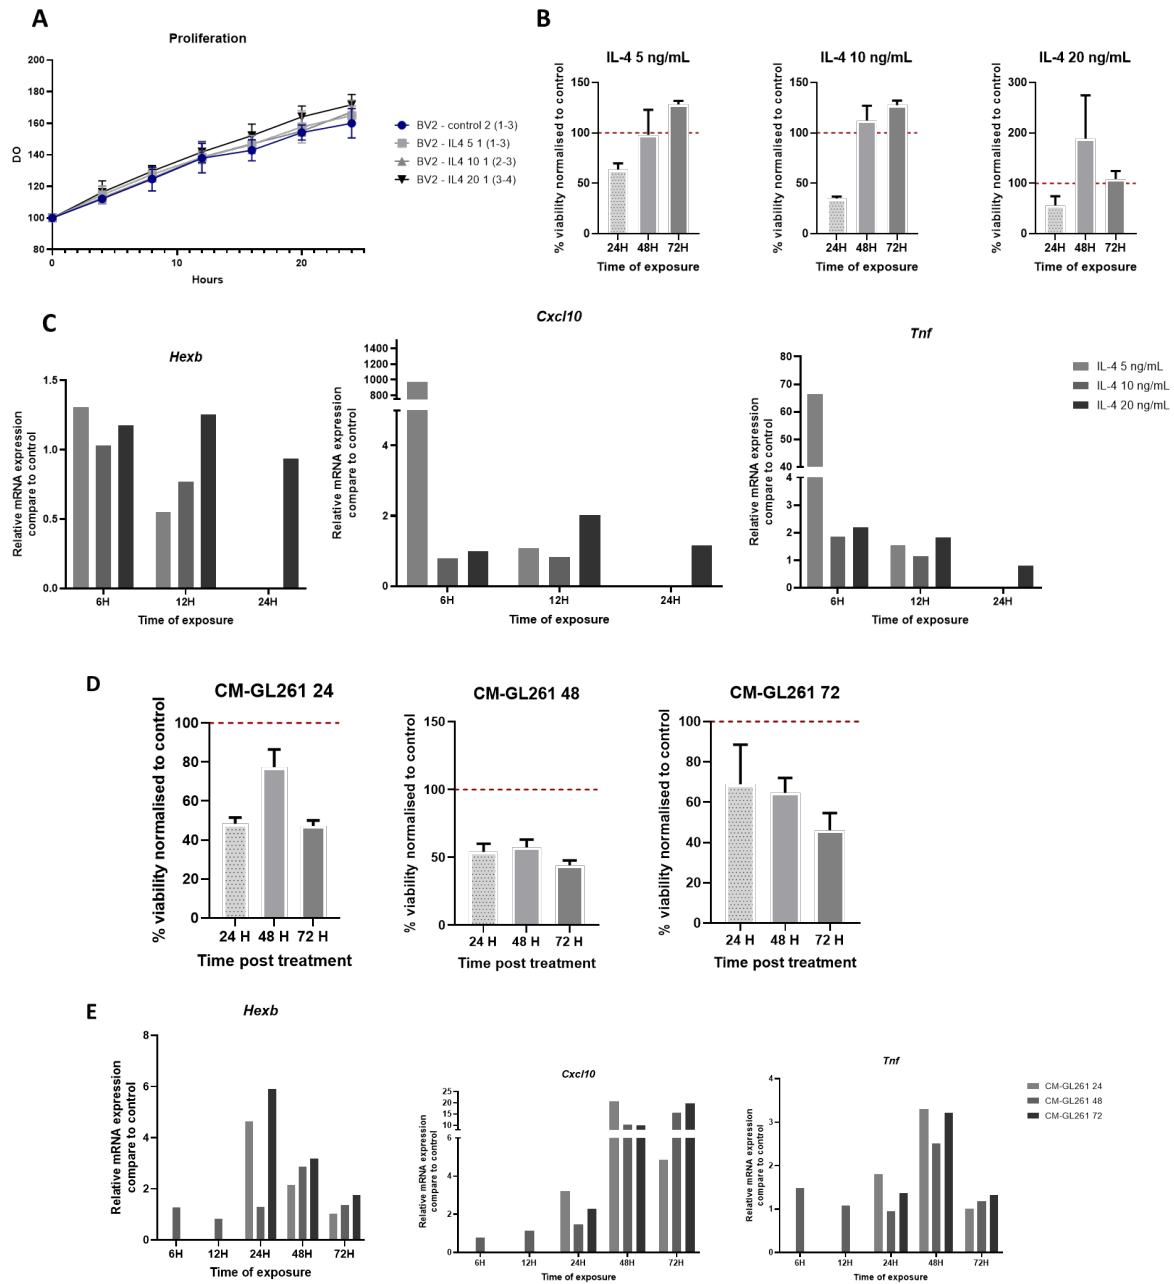 A
Proliferation
200
180
160
140
120
100
80
DO
0
10
20
Hours
BV2 - control 2 (1-3)
BV2 - IL4 5 1 (1-3)
BV2 - IL4 10 1 (2-3)
BV2 - IL4 20 1 (3-4)
B
IL-4 5 ng/mL
% viability normalised to control
150
100
50
0
24H 48H 72H
Time of exposure
IL-4 10 ng/mL
% viability normalised to control
150
100
50
0
24H 48H 72H
Time of exposure
IL-4 20 ng/mL
% viability normalised to control
300
200
100
0
24H 48H 72H
Time of exposure
C
Hexb
Relative mRNA expression
compare to control
1.5
1.0
0.5
0.0
6H 12H 24H
Time of exposure
Cxcl10
Relative mRNA expression
compare to control
1400
1200
1000
800
4
2
0
6H 12H 24H
Time of exposure
Tnf
Relative mRNA expression
compare to control
80
70
60
50
40
4
3
2
1
0
6H 12H 24H
Time of exposure
IL-4 5 ng/mL
IL-4 10 ng/mL
IL-4 20 ng/mL
D
CM-GL261 24
% viability normalised to control
100
80
60
40
20
0
24 H 48 H 72 H
Time post treatment
CM-GL261 48
% viability normalised to control
150
100
50
0
24 H 48 H 72 H
Time post treatment
CM-GL261 72
% viability normalised to control
100
80
60
40
20
0
24 H 48 H 72 H
Time post treatment
E
Hexb
Relative mRNA expression
compare to control
8
6
4
2
0
6H 12H 24H 48H 72H
Time of exposure
Cxcl10
Relative mRNA expression
compare to control
25
20
15
10
6
4
2
0
6H 12H 24H 48H 72H
Time of exposure
Tnf
Relative mRNA expression
compare to control
4
3
2
1
0
6H 12H 24H 48H 72H
Time of exposure
CM-GL261 24
CM-GL261 48
CM-GL261 72